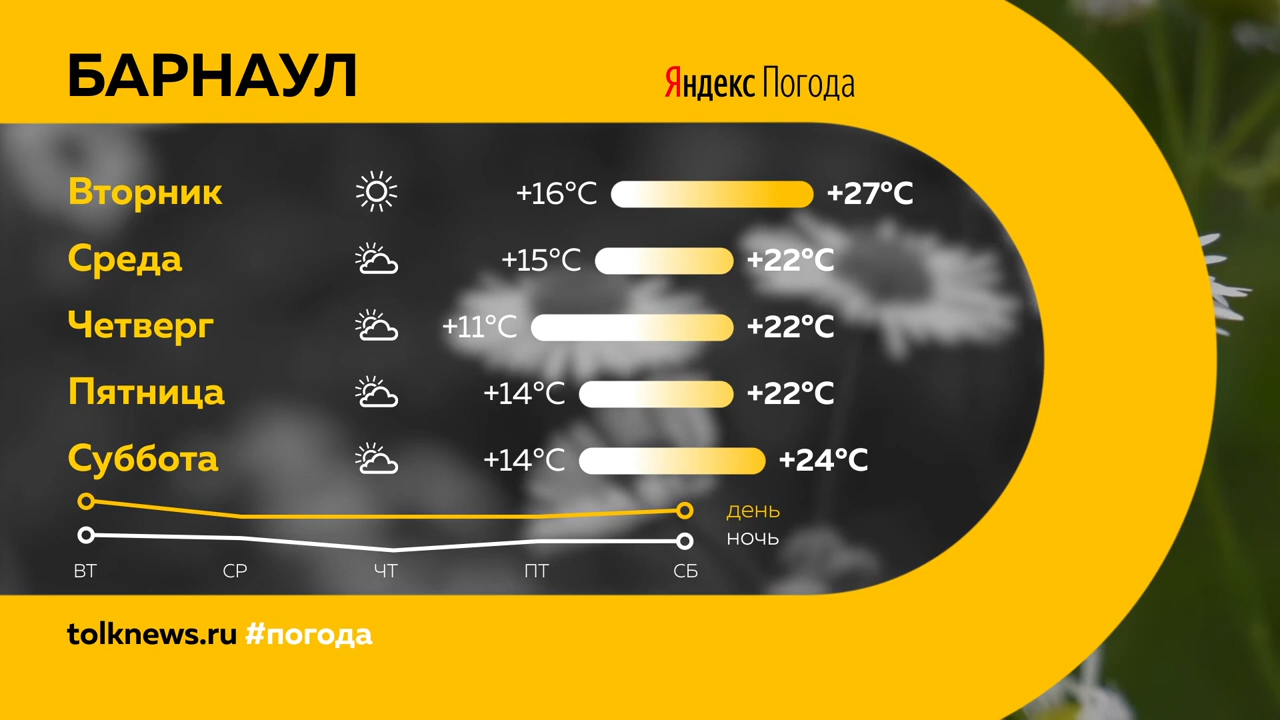 БАРНАУЛ
Яндекс Погода
Вторник +16°C +27°C
Среда +15°C +22°C
Четверг +11°C +22°C
Пятница +14°C +22°C
Суббота +14°C +24°C
день
ночь
ВТ СР ЧТ ПТ СБ
tolknews.ru #погода